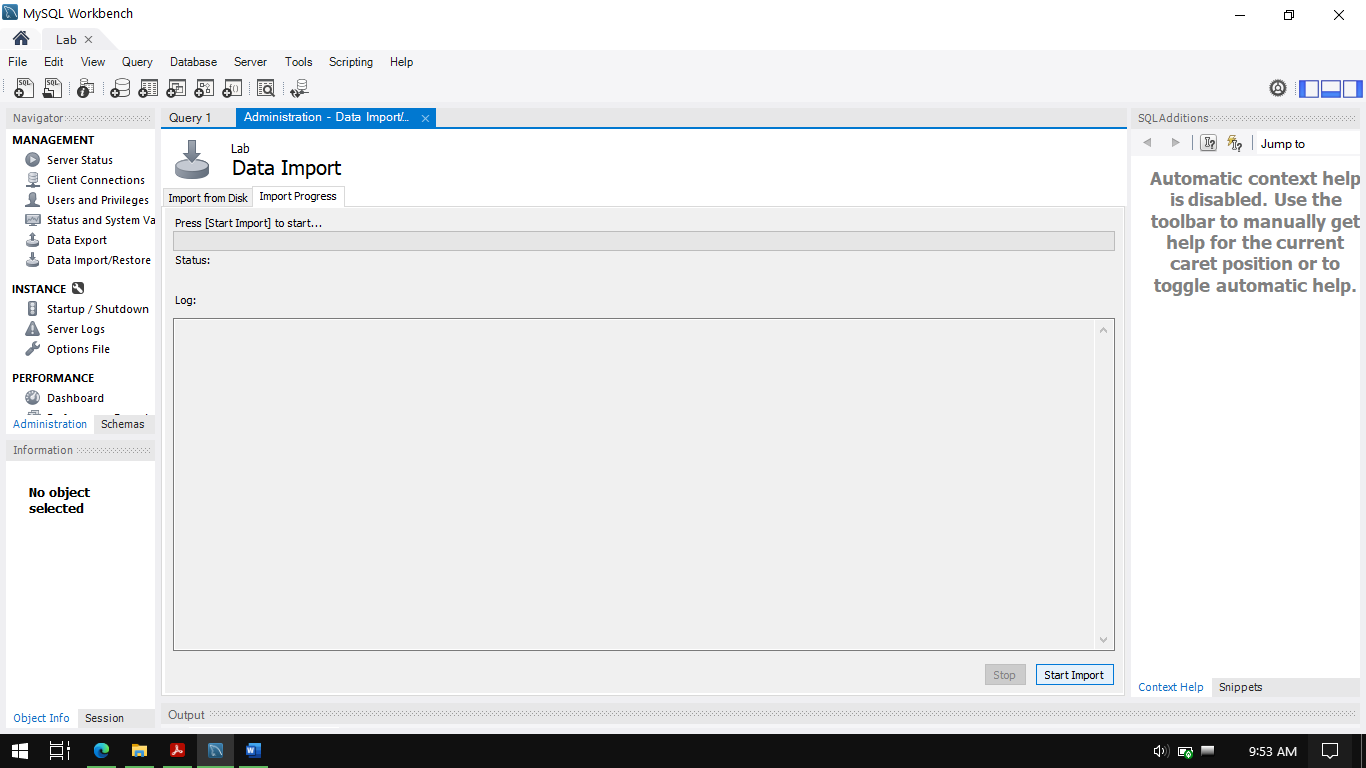 MySQL Workbench
Lab
File Edit View Query Database Server Tools Scripting Help
Navigator
MANAGEMENT
Server Status
Client Connections
Users and Privileges
Status and System Va
Data Export
Data Import/Restore
INSTANCE
Startup / Shutdown
Server Logs
Options File
PERFORMANCE
Dashboard
Administration Schemas
Information
No object
selected
Object Info Session
Query 1 Administration - Data Import/...
Lab
Data Import
Import from Disk Import Progress
Press [Start Import] to start...
Status:
Log:
Stop Start Import
Output
SQLAdditions
Jump to
Automatic context help
is disabled. Use the
toolbar to manually get
help for the current
caret position or to
toggle automatic help.
Context Help Snippets
9:53 AM